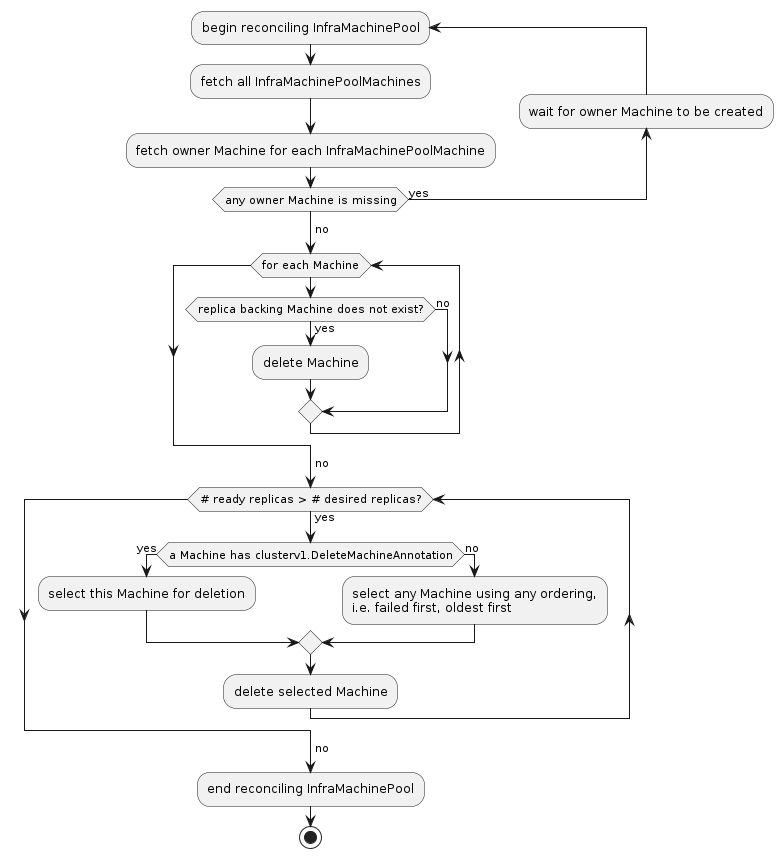 begin reconciling InfraMachinePool
fetch all InfraMachinePoolMachines
wait for owner Machine to be created
fetch owner Machine for each InfraMachinePoolMachine
any owner Machine is missing
yes
no
for each Machine
replica backing Machine does not exist?
no
yes
delete Machine
no
# ready replicas > # desired replicas?
yes
yes
a Machine has clusterv1.DeleteMachineAnnotation
no
select this Machine for deletion
select any Machine using any ordering,
i.e. failed first, oldest first
delete selected Machine
no
end reconciling InfraMachinePool